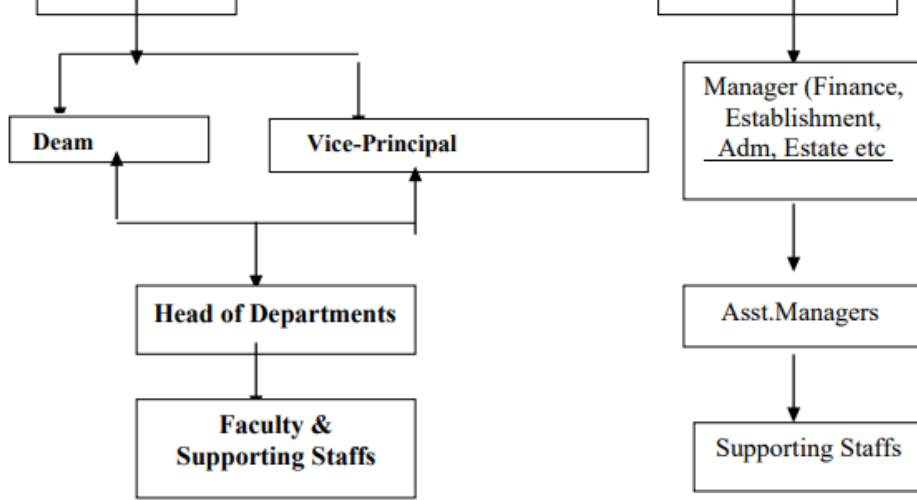 Deam
Vice-Principal
Manager (Finance,
Establishment,
Adm, Estate etc
Head of Departments
Asst.Managers
Faculty &
Supporting Staffs
Supporting Staffs